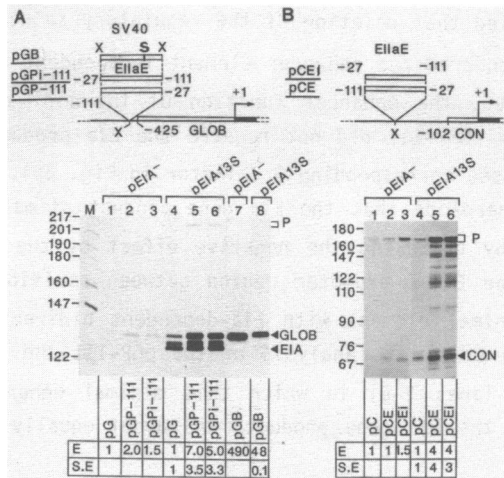 A
SV40
X S X
pGB
pGPi-111
pGP-111
EIIaE
-27 -111
-111 -27
+1
X -425 GLOB
pEIA-
pEIA13S
pEIA-
pEIA13S
M 1 2 3 4 5 6 7 8
217
201
190
180
160
147
122
P
GLOB
EIA
pG pGP-111 pGPi-111 pG pGP-111 pGPi-111 pGB pGB
E 1 2.0 1.5 1 7.0 5.0 490 48
S.E 1 3.5 3.3 0.1
B
EIIaE
pCEI
pCE
-27 -111
-111 -27
+1
X -102 CON
pEIA-
pEIA13S
1 2 3 4 5 6
180
160
147
122
110
90
76
67
P
CON
pC pCE pCEI pC pCE pCEI
E 1 1 1.5 1 4 4
S.E 1 4 3